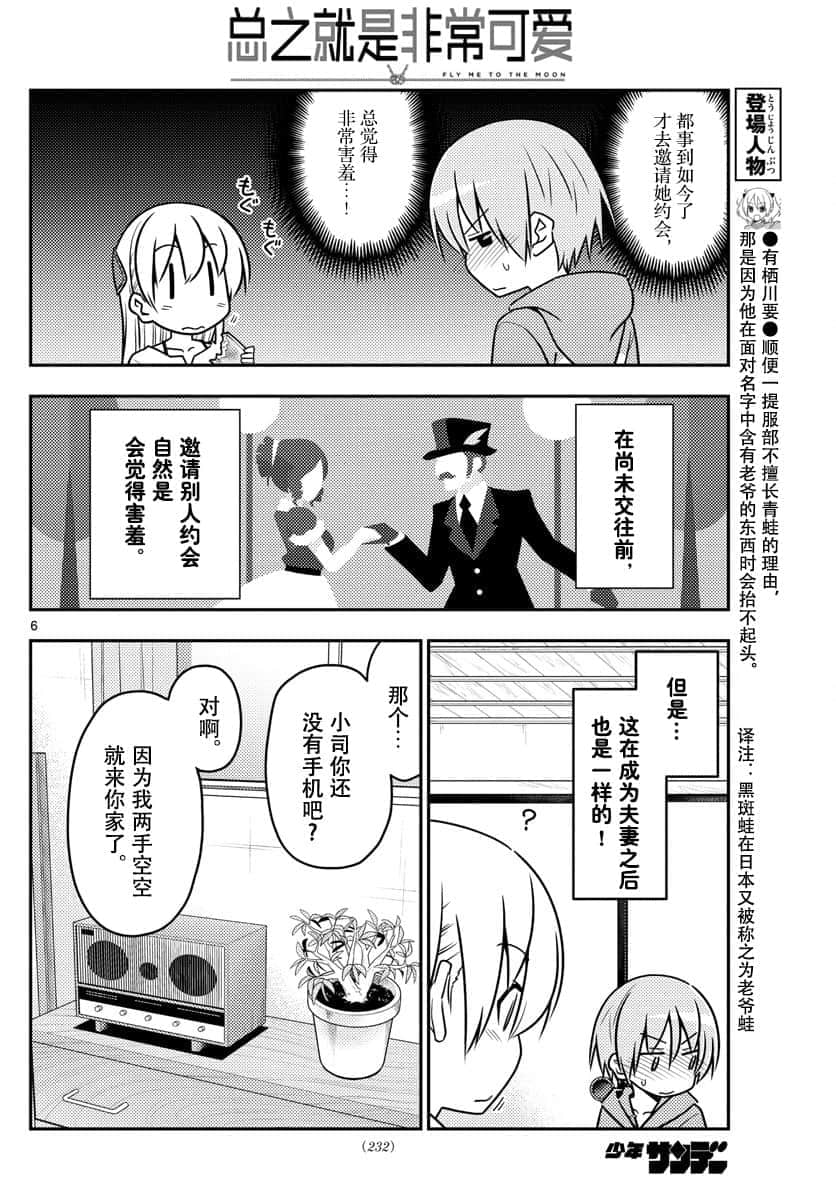 总之就是非常可爱
FLY ME TO THE MOON
とうじょうじんぶつ
登場人物
●有栖川要●顺便一提服部不擅长青蛙的理由，
那是因为他在面对名字中含有老爷的东西时会抬不起头。
译注：黑斑蛙在日本又被称之为老爷蛙
都事到如今了
才去邀请她约会，
总觉得
非常害羞…！
もぐ
もぐ
在尚未交往前，
邀请别人约会
自然是
会觉得害羞。
6
但是…
这在成为夫妻之后
也是一样的！
？
那个…
小司你还
没有手机吧？
对啊。
因为我两手空空
就来你家了。
(232)
少年サンデー